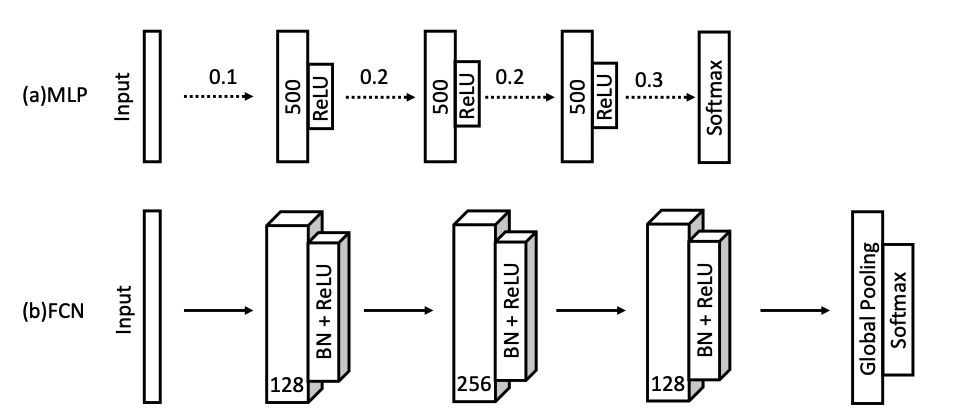 (a)MLP
Input
0.1
500
ReLU
0.2
500
ReLU
0.2
500
ReLU
0.3
Softmax
(b)FCN
Input
128
BN + ReLU
256
BN + ReLU
128
BN + ReLU
Global Pooling
Softmax